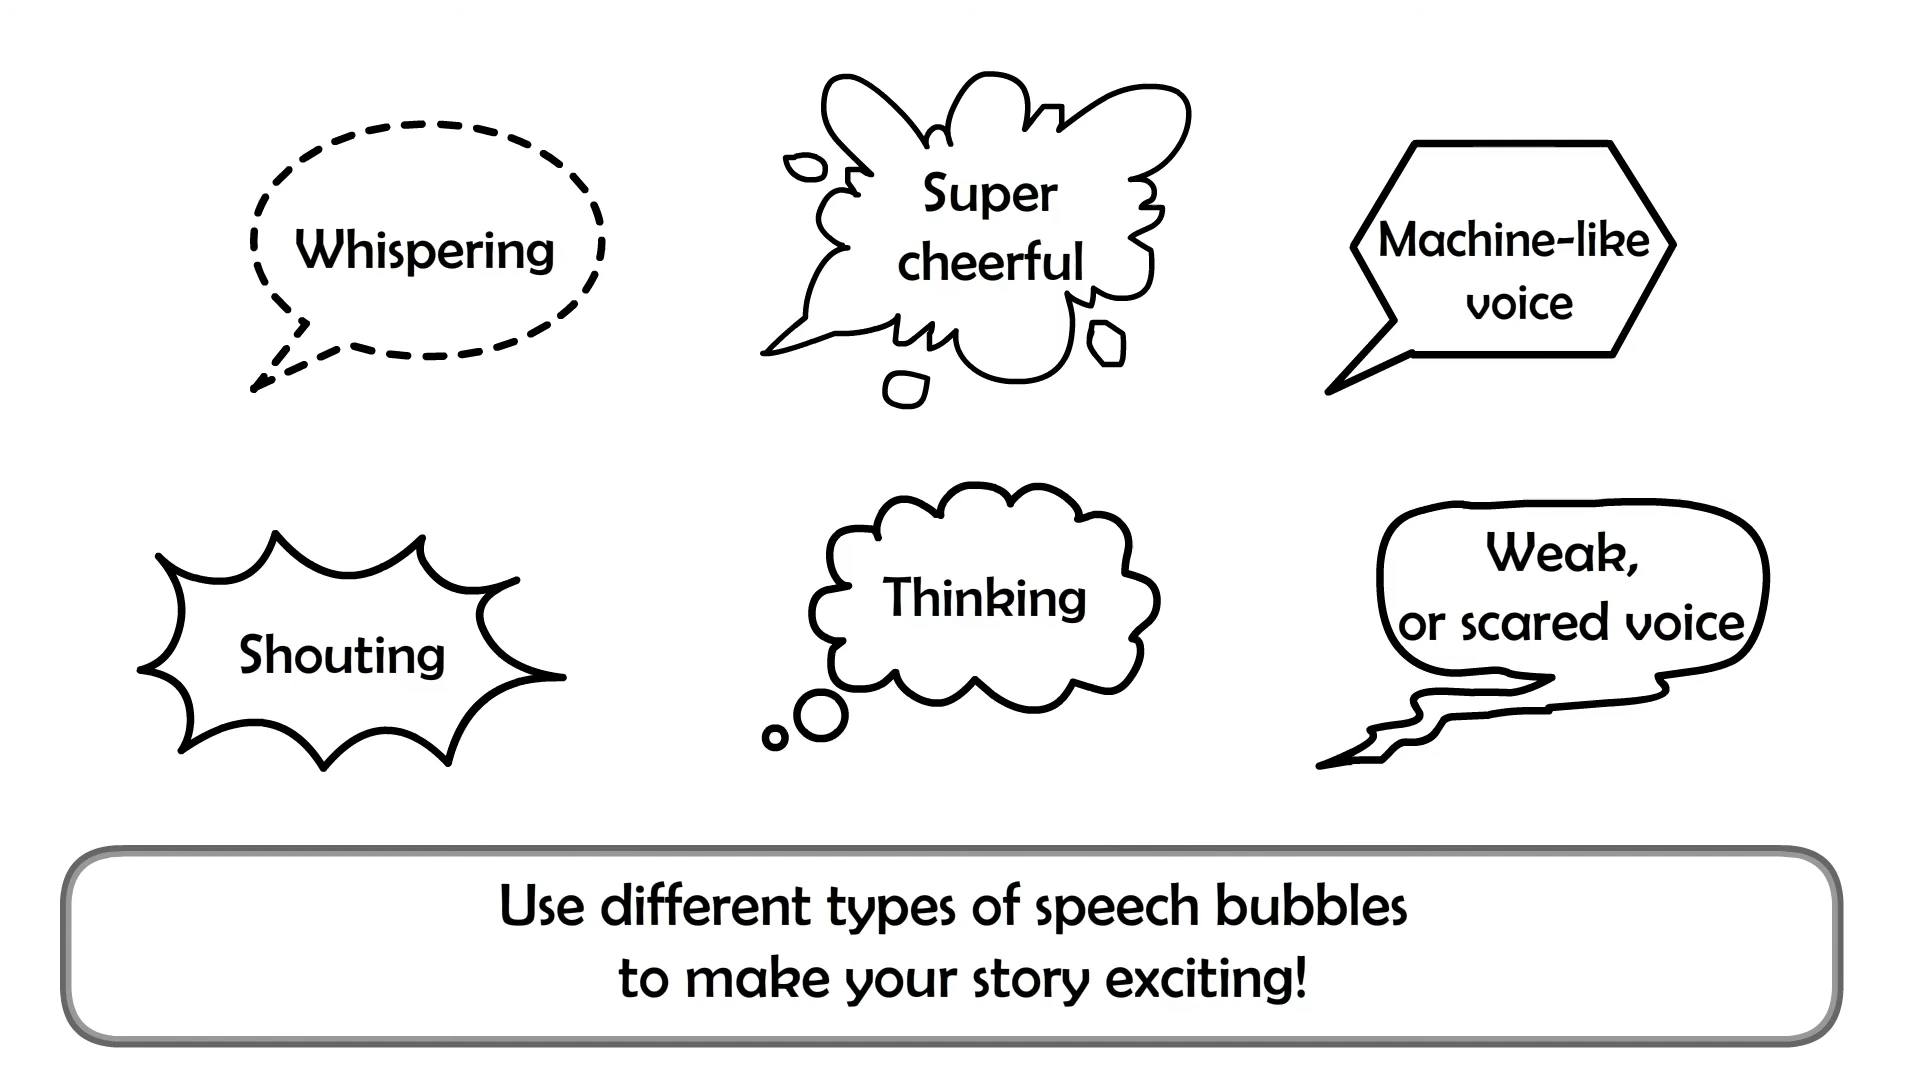 Whispering
Super
cheerful
Machine-like
voice
Shouting
Thinking
Weak,
or scared voice
Use different types of speech bubbles
to make your story exciting!